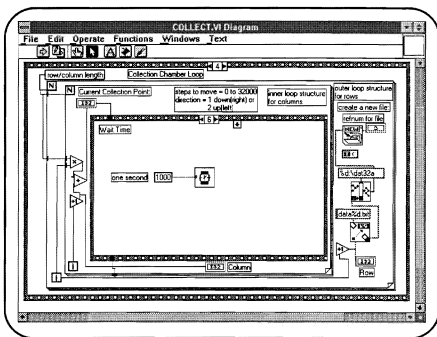 COLLECT.VI Diagram
File Edit Operate Functions Windows Text
4
row/column length
Collection Chamber Loop
N
N
Current Collection Point
I32
steps to move = 0 to 32000
direction = 1 down(right) or
2 up(left)
inner loop structure
for columns.
outer loop structure
for rows
create a new file
refnum for file
6
Wait Time
one second
1000
%d:\dat32a
data%d.txt
+1
I32
Row
I32
Column
i
i